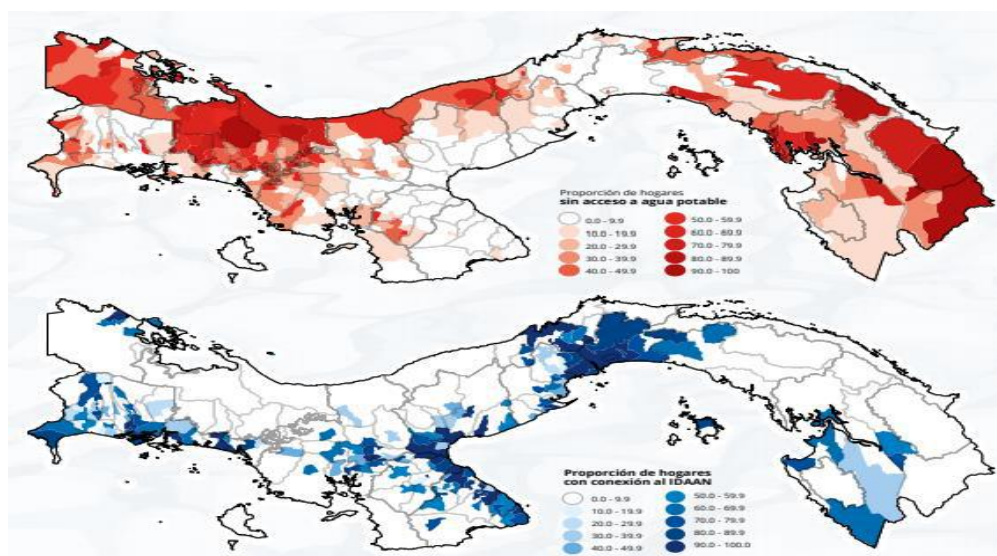 Proporción de hogares
sin acceso a agua potable
0.0 - 9.9
10.0 - 19.9
20.0 - 29.9
30.0 - 39.9
40.0 - 49.9
50.0 - 59.9
60.0 - 69.9
70.0 - 79.9
80.0 - 89.9
90.0 - 100
Proporción de hogares
con conexión al IDAAN
0.0 - 9.9
10.0 - 19.9
20.0 - 29.9
30.0 - 39.9
40.0 - 49.9
50.0 - 59.9
60.0 - 69.9
70.0 - 79.9
80.0 - 89.9
90.0 - 100.0